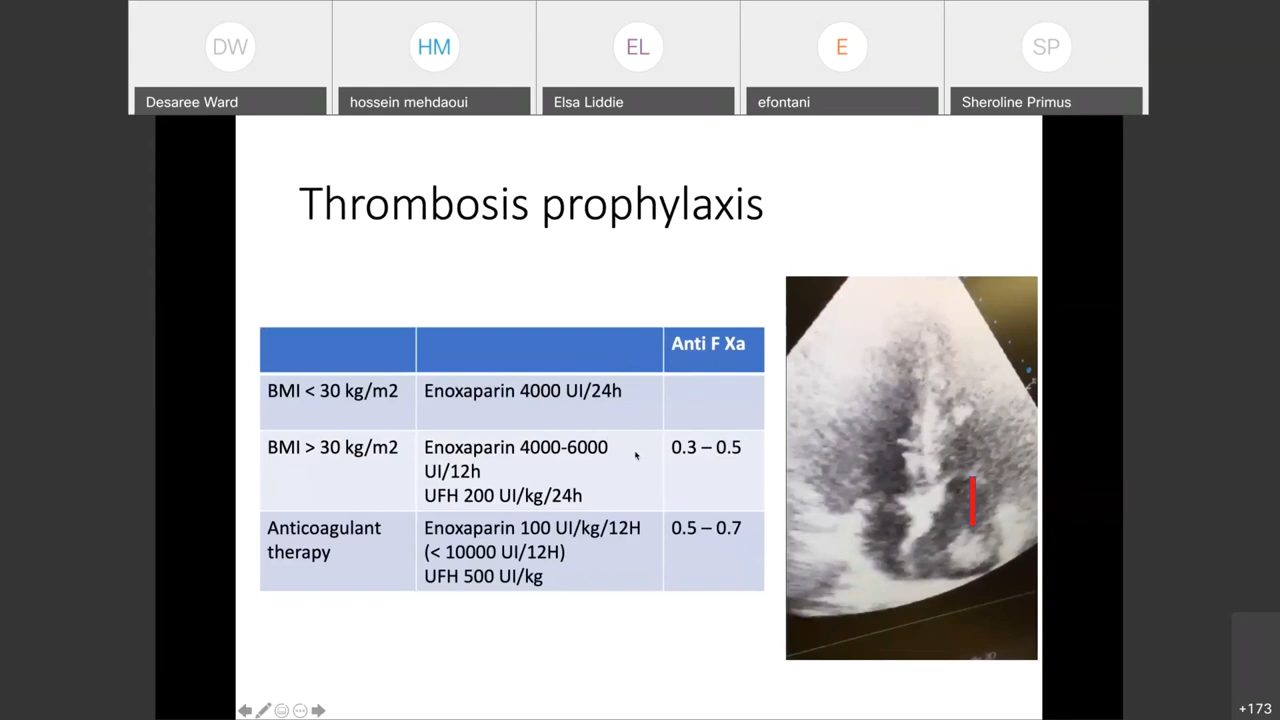 DW
HM
EL
E
SP
Desaree Ward
hossein mehdaoui
Elsa Liddie
efontani
Sheroline Primus
Thrombosis prophylaxis
Anti F Xa
BMI < 30 kg/m2
Enoxaparin 4000 UI/24h
BMI > 30 kg/m2
Enoxaparin 4000-6000
UI/12h
UFH 200 UI/kg/24h
0.3 – 0.5
Anticoagulant
therapy
Enoxaparin 100 UI/kg/12H
(< 10000 UI/12H)
UFH 500 UI/kg
0.5 – 0.7
+173